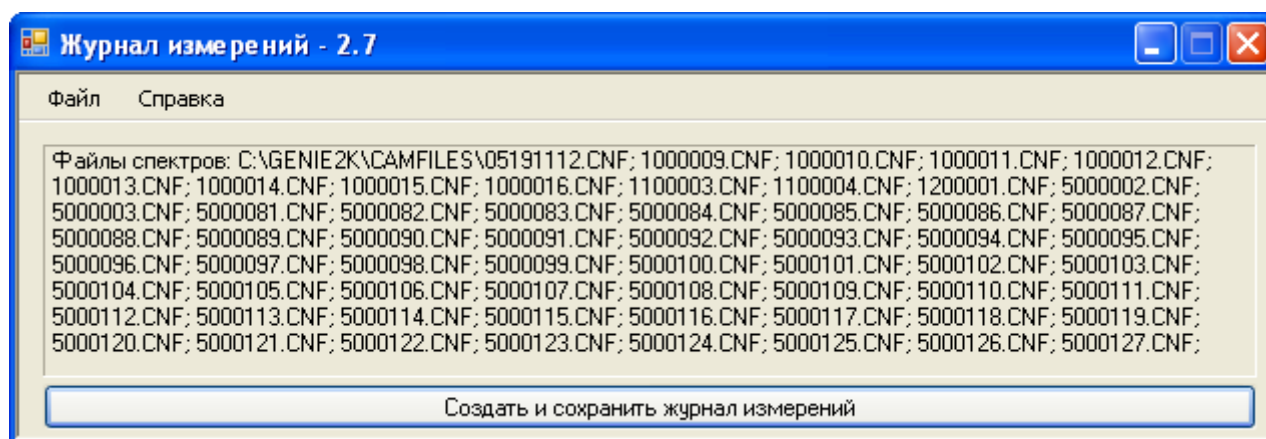 Журнал измерений - 2.7
Файл Справка
Файлы спектров: C:\GENIE2K\CAMFILES\05191112.CNF; 1000009.CNF; 1000010.CNF; 1000011.CNF; 1000012.CNF;
1000013.CNF; 1000014.CNF; 1000015.CNF; 1000016.CNF; 1100003.CNF; 1100004.CNF; 1200001.CNF; 5000002.CNF;
5000003.CNF; 5000081.CNF; 5000082.CNF; 5000083.CNF; 5000084.CNF; 5000085.CNF; 5000086.CNF; 5000087.CNF;
5000088.CNF; 5000089.CNF; 5000090.CNF; 5000091.CNF; 5000092.CNF; 5000093.CNF; 5000094.CNF; 5000095.CNF;
5000096.CNF; 5000097.CNF; 5000098.CNF; 5000099.CNF; 5000100.CNF; 5000101.CNF; 5000102.CNF; 5000103.CNF;
5000104.CNF; 5000105.CNF; 5000106.CNF; 5000107.CNF; 5000108.CNF; 5000109.CNF; 5000110.CNF; 5000111.CNF;
5000112.CNF; 5000113.CNF; 5000114.CNF; 5000115.CNF; 5000116.CNF; 5000117.CNF; 5000118.CNF; 5000119.CNF;
5000120.CNF; 5000121.CNF; 5000122.CNF; 5000123.CNF; 5000124.CNF; 5000125.CNF; 5000126.CNF; 5000127.CNF;
Создать и сохранить журнал измерений